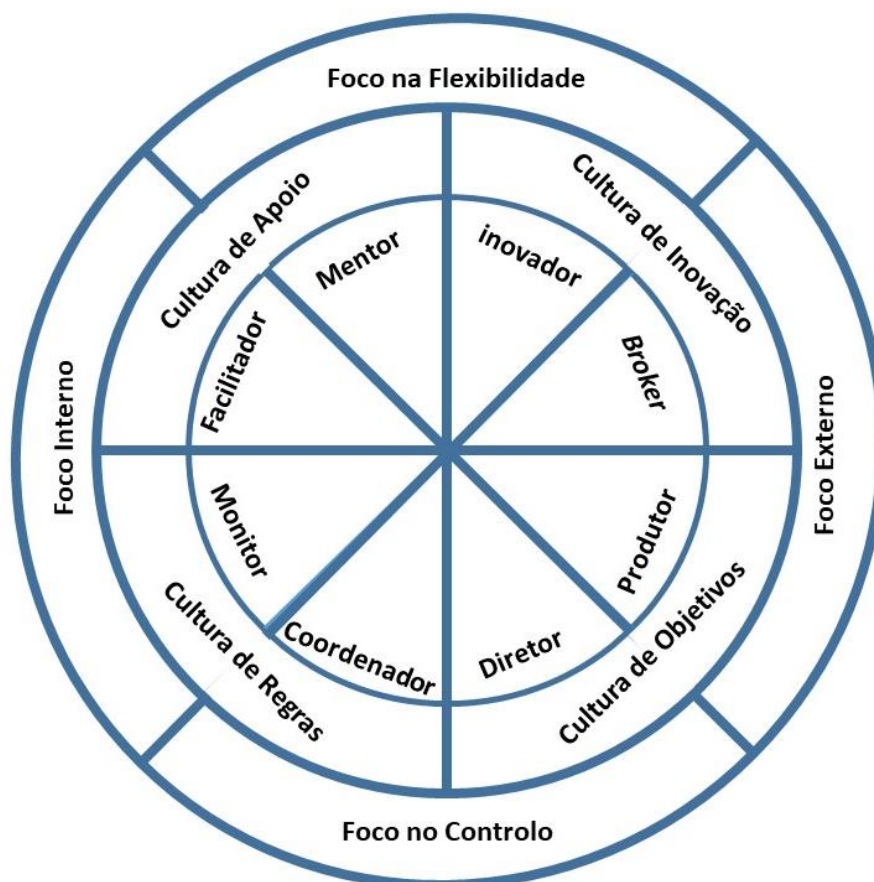 Foco na Flexibilidade
Cultura de Apoio
Cultura de Inovação
Mentor
inovador
Facilitador
Broker
Foco Interno
Foco Externo
Monitor
Produtor
Coordenador
Diretor
Cultura de Regras
Cultura de Objetivos
Foco no Controlo